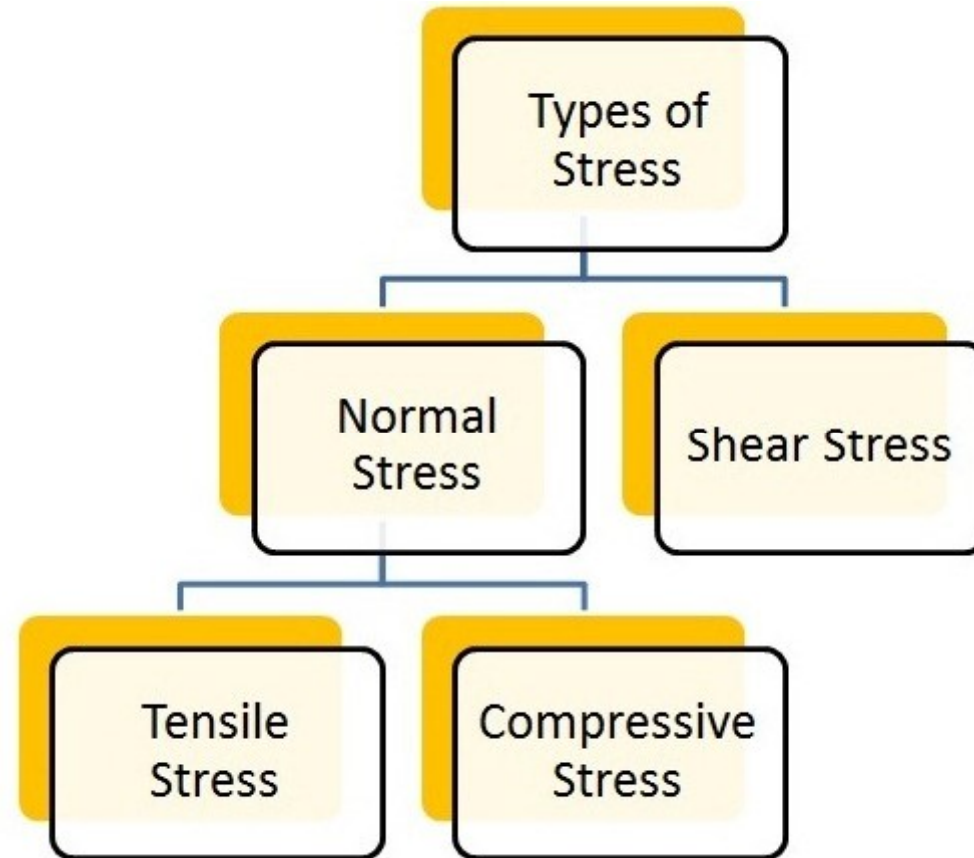 Types of
Stress
Normal
Stress
Shear Stress
Tensile
Stress
Compressive
Stress